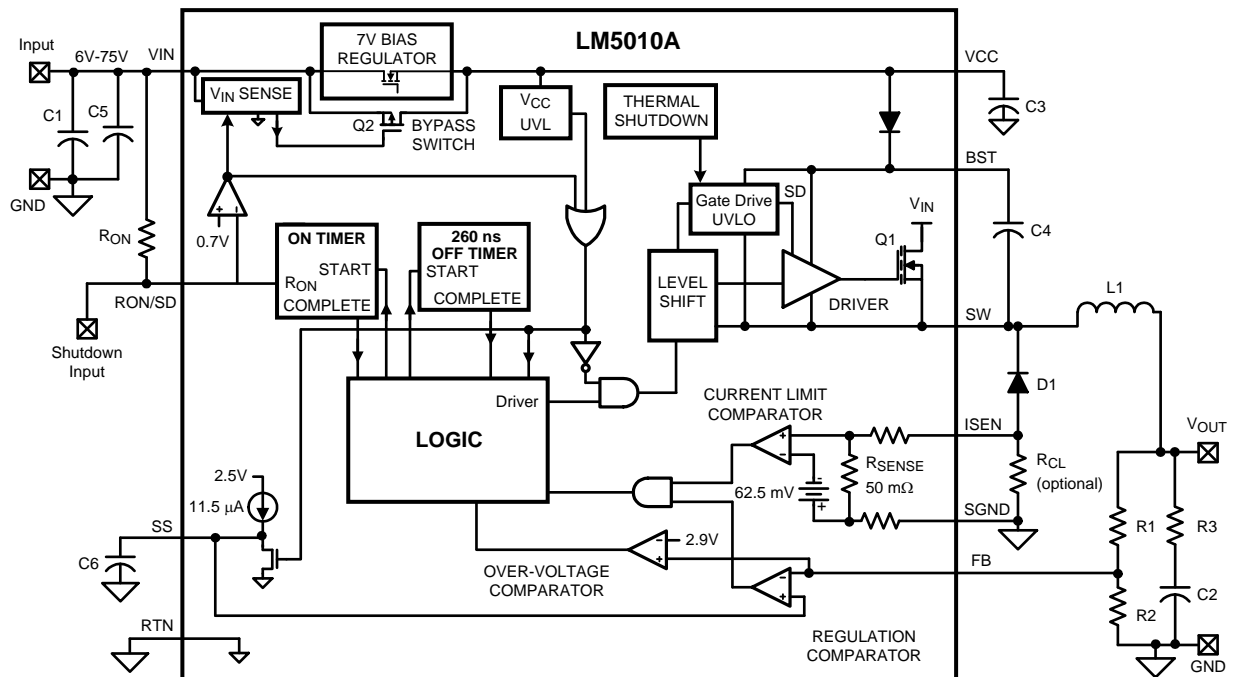 LM5010A
Input
6V-75V
VIN
7V BIAS
REGULATOR
VCC
VIN SENSE
VCC
UVL
THERMAL
SHUTDOWN
C1
C5
Q2
BYPASS
SWITCH
C3
GND
BST
Gate Drive
UVLO
SD
VIN
Q1
C4
RON
0.7V
ON TIMER
START
RON
COMPLETE
260 ns
OFF TIMER
START
COMPLETE
LEVEL
SHIFT
DRIVER
RON/SD
SW
L1
Shutdown
Input
Driver
LOGIC
CURRENT LIMIT
COMPARATOR
D1
ISEN
VOUT
+
-
RSENSE
50 mΩ
62.5 mV
-
+
RCL
(optional)
SGND
2.5V
11.5 μA
SS
C6
2.9V
-
+
OVER-VOLTAGE
COMPARATOR
FB
R1
R3
-
+
R2
C2
RTN
REGULATION
COMPARATOR
GND
+
-